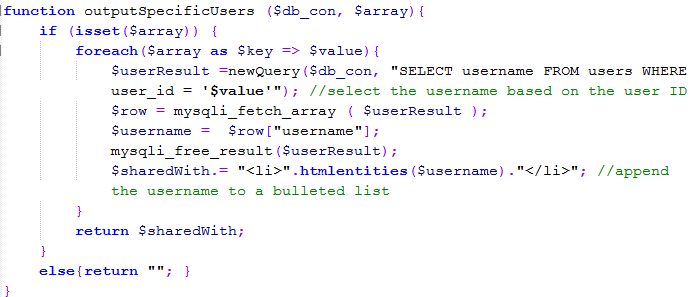 function outputSpecificUsers ($db_con, $array){
if (isset($array)) {
foreach($array as $key => $value){
$userResult =newQuery($db_con, "SELECT username FROM users WHERE
user_id = '$value'"); //select the username based on the user ID
$row = mysqli_fetch_array ( $userResult );
$username =  $row["username"];
mysqli_free_result($userResult);
$sharedWith.= "<li>".htmlentities($username)."</li>"; //append
the username to a bulleted list
}
return $sharedWith;
}
else{return ""; }
}